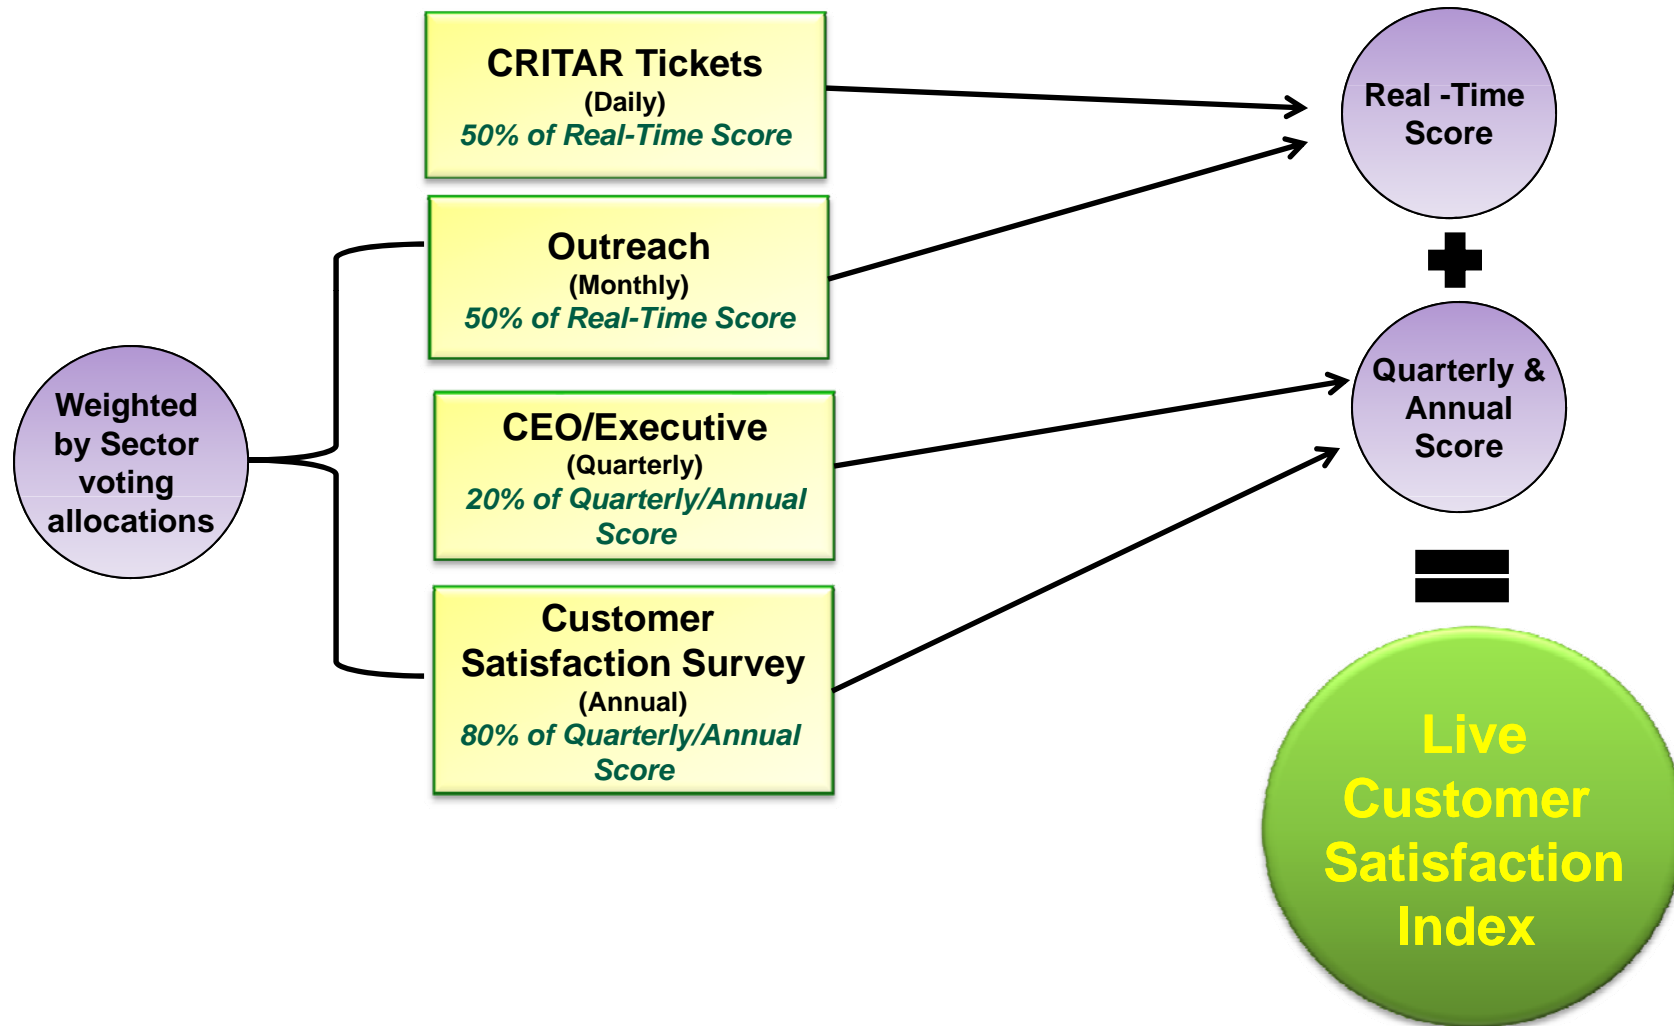 CRITAR Tickets
(Daily)
50% of Real-Time Score
Outreach
(Monthly)
50% of Real-Time Score
CEO/Executive
(Quarterly)
20% of Quarterly/Annual
Score
Customer
Satisfaction Survey
(Annual)
80% of Quarterly/Annual
Score
Weighted
by Sector
voting
allocations
Real -Time
Score
Quarterly &
Annual
Score
Live
Customer
Satisfaction
Index